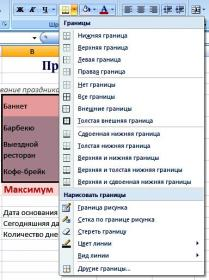 А
Границы
Нижняя граница
Верхняя граница
Левая граница
Правая граница
Нет границы
Все границы
Внешние границы
Толстая внешняя граница
Сдвоенная нижняя граница
Толстая нижняя граница
Верхняя и нижняя границы
Верхняя и толстая нижняя границы
Верхняя и сдвоенная нижняя границы
Нарисовать границы
Граница рисунка
Сетка по границе рисунка
Стереть границу
Цвет линии
Вид линии
Другие границы...
B
Пр
вание праздник
Банкет
Барбекю
Выездной
ресторан
Кофе-брейк
Максимум
Дата основания
Сегодняшняя да
Количество дне